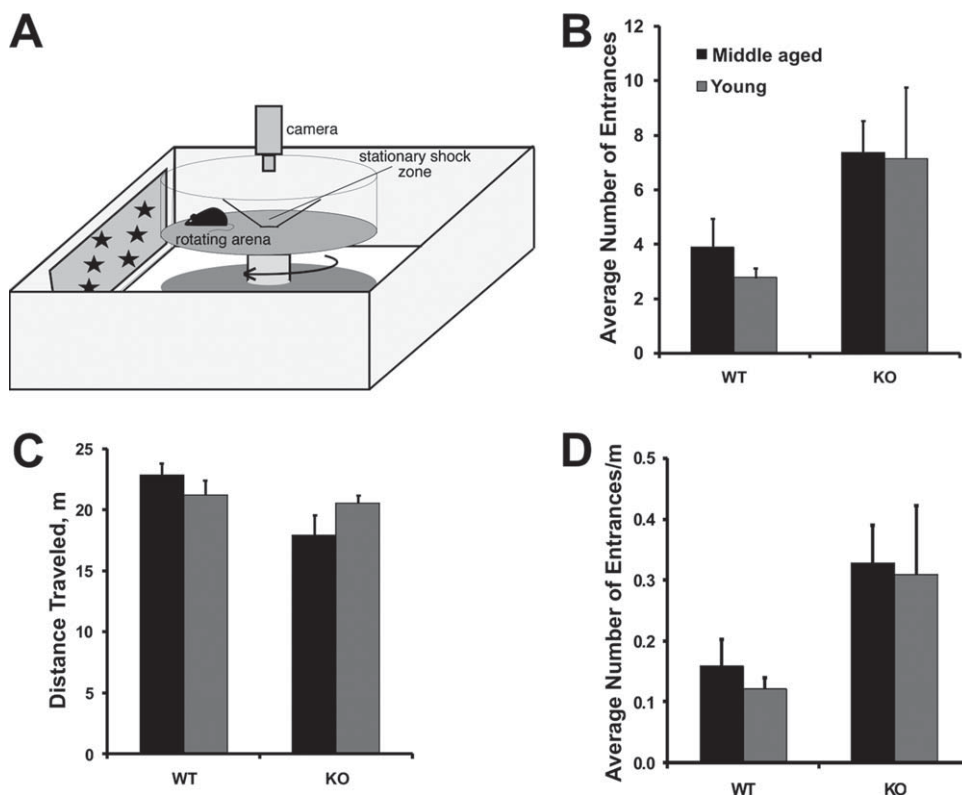 A
camera
stationary shock
zone
rotating arena
B
Average Number of Entrances
12
10
8
6
4
2
0
Middle aged
Young
WT KO
C
Distance Traveled, m
25
20
15
10
5
0
WT KO
D
Average Number of Entrances/m
0.5
0.4
0.3
0.2
0.1
0.0
WT KO